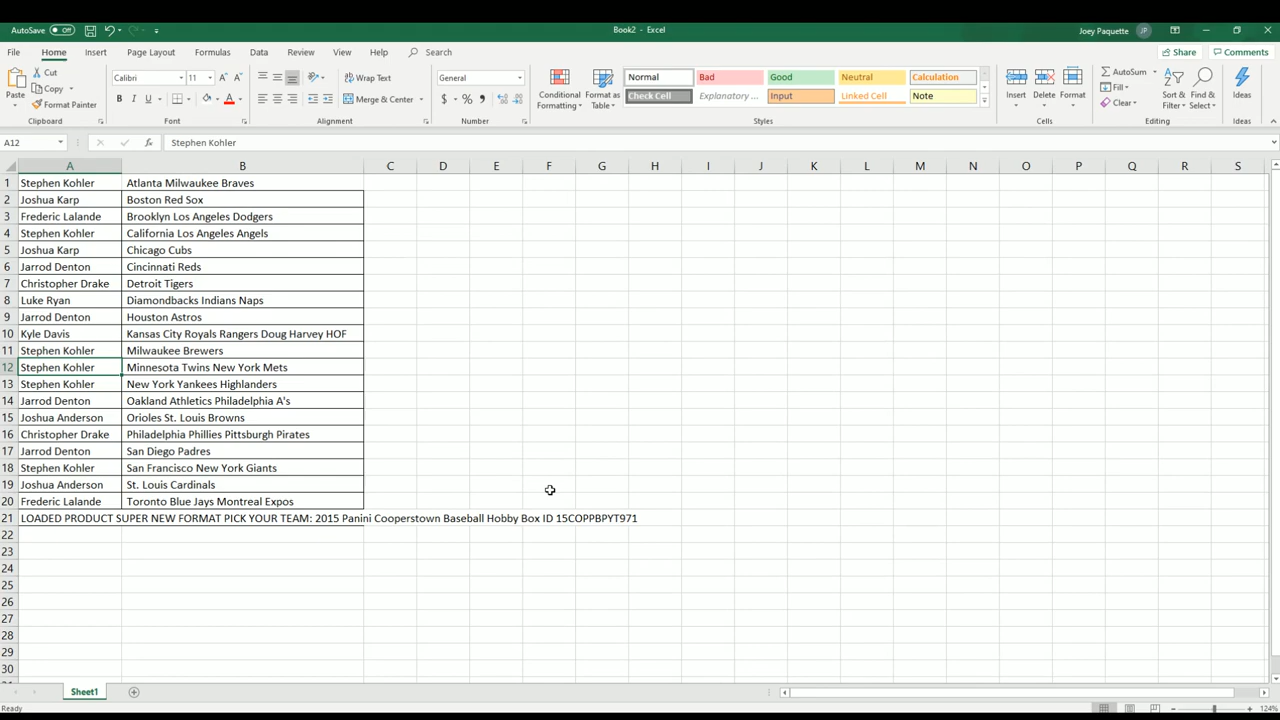 AutoSave Off Book2 - Excel Joey Paquette JP
File Home Insert Page Layout Formulas Data Review View Help Search Share Comments
Paste Cut Copy Format Painter Clipboard
Calibri 11 A A B I U A Font
Wrap Text Merge & Center Alignment
General $ % , Number
Conditional Formatting Format as Table Normal Bad Good Neutral Calculation
Check Cell Explanatory ... Input Linked Cell Note Styles
Insert Delete Format Cells
AutoSum Fill Clear Sort & Filter Find & Select Editing
Ideas Ideas
A12 fx Stephen Kohler
A B C D E F G H I J K L M N O P Q R S
1 Stephen Kohler Atlanta Milwaukee Braves
2 Joshua Karp Boston Red Sox
3 Frederic Lalande Brooklyn Los Angeles Dodgers
4 Stephen Kohler California Los Angeles Angels
5 Joshua Karp Chicago Cubs
6 Jarrod Denton Cincinnati Reds
7 Christopher Drake Detroit Tigers
8 Luke Ryan Diamondbacks Indians Naps
9 Jarrod Denton Houston Astros
10 Kyle Davis Kansas City Royals Rangers Doug Harvey HOF
11 Stephen Kohler Milwaukee Brewers
12 Stephen Kohler Minnesota Twins New York Mets
13 Stephen Kohler New York Yankees Highlanders
14 Jarrod Denton Oakland Athletics Philadelphia A's
15 Joshua Anderson Orioles St. Louis Browns
16 Christopher Drake Philadelphia Phillies Pittsburgh Pirates
17 Jarrod Denton San Diego Padres
18 Stephen Kohler San Francisco New York Giants
19 Joshua Anderson St. Louis Cardinals
20 Frederic Lalande Toronto Blue Jays Montreal Expos
21 LOADED PRODUCT SUPER NEW FORMAT PICK YOUR TEAM: 2015 Panini Cooperstown Baseball Hobby Box ID 15COPPBPYT971
22
23
24
25
26
27
28
29
30
Sheet1
Ready 124%